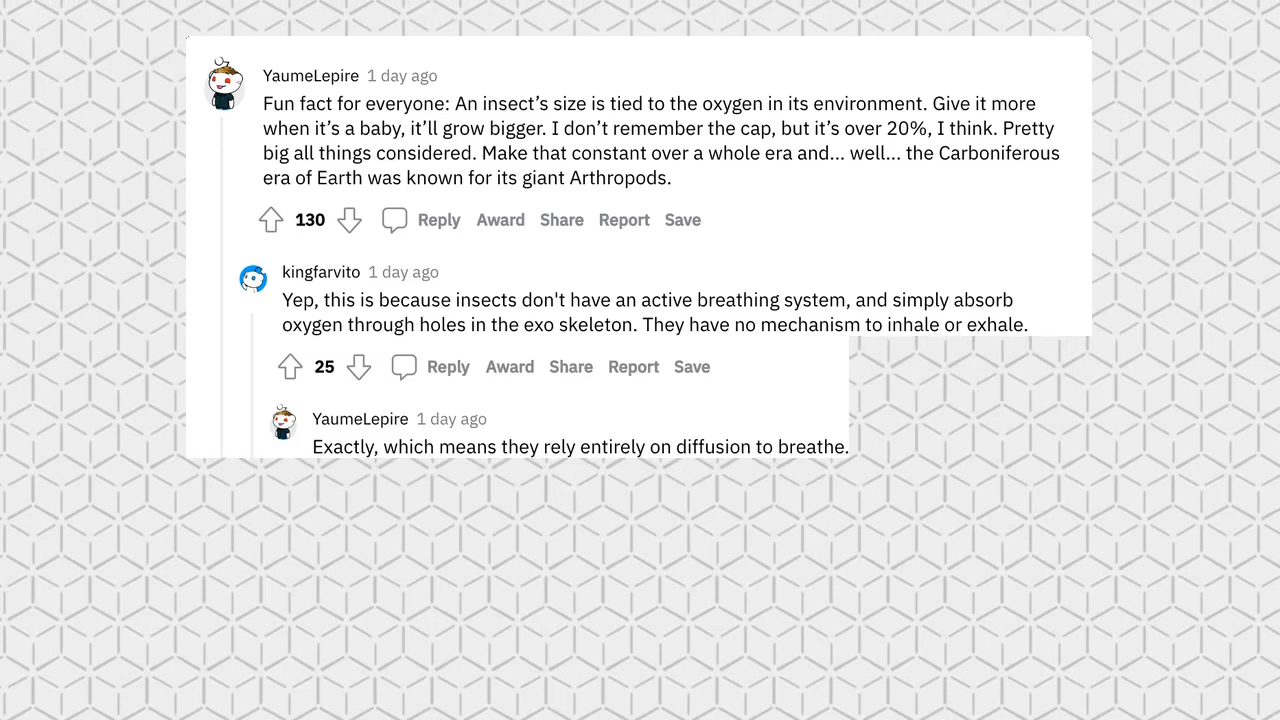 YaumeLepire 1 day ago
Fun fact for everyone: An insect’s size is tied to the oxygen in its environment. Give it more
when it’s a baby, it’ll grow bigger. I don’t remember the cap, but it’s over 20%, I think. Pretty
big all things considered. Make that constant over a whole era and... well... the Carboniferous
era of Earth was known for its giant Arthropods.
130 Reply Award Share Report Save
kingfarvito 1 day ago
Yep, this is because insects don't have an active breathing system, and simply absorb
oxygen through holes in the exo skeleton. They have no mechanism to inhale or exhale.
25 Reply Award Share Report Save
YaumeLepire 1 day ago
Exactly, which means they rely entirely on diffusion to breathe.